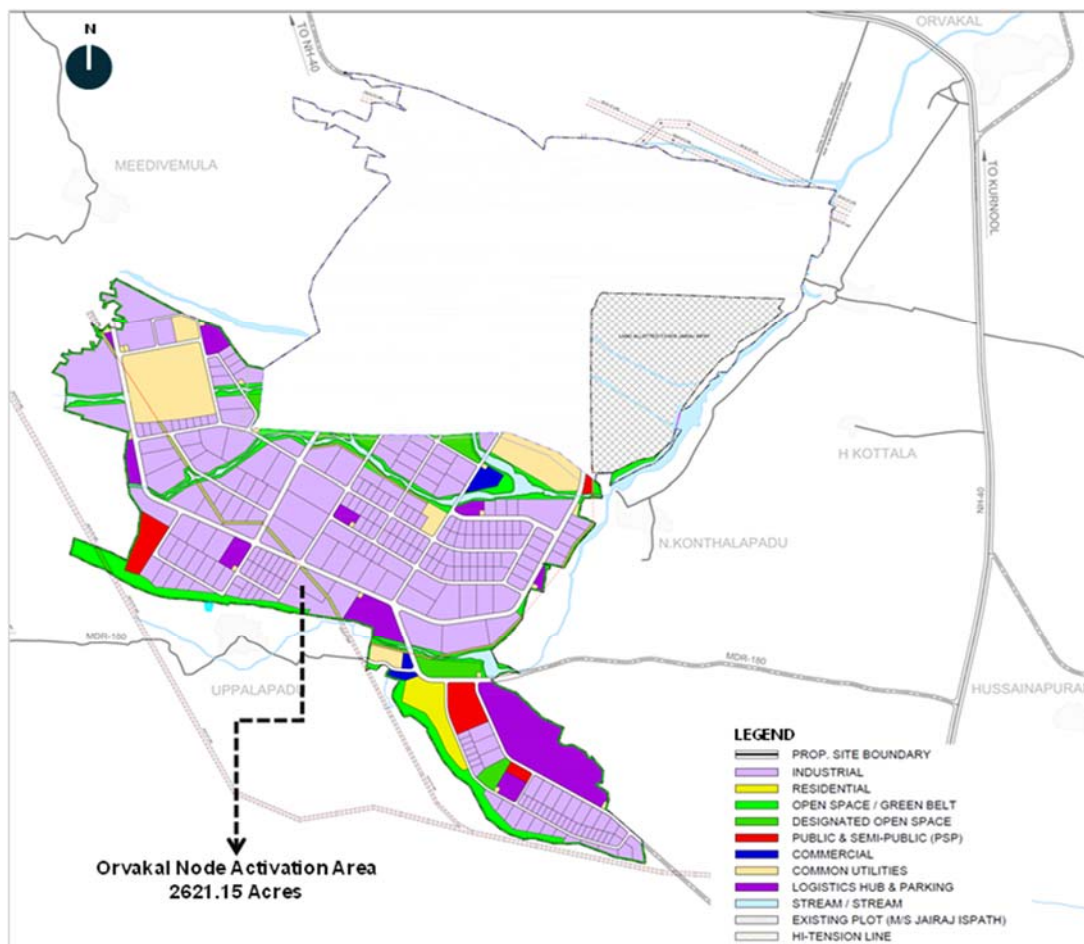 N
TO NH-40
ORVAKAL
MEEDIVEMULA
TO KURNOOL
H KOTTALA
NH-40
N.KONTHALAPADU
MDR-180
MDR-180
UPPALAPADU
HUSSAINAPURAM
Orvakal Node Activation Area
2621.15 Acres
LEGEND
PROP. SITE BOUNDARY
INDUSTRIAL
RESIDENTIAL
OPEN SPACE / GREEN BELT
DESIGNATED OPEN SPACE
PUBLIC & SEMI-PUBLIC (PSP)
COMMERCIAL
COMMON UTILITIES
LOGISTICS HUB & PARKING
STREAM / STREAM
EXISTING PLOT (M/S JAIRAJ ISPATH)
HI-TENSION LINE